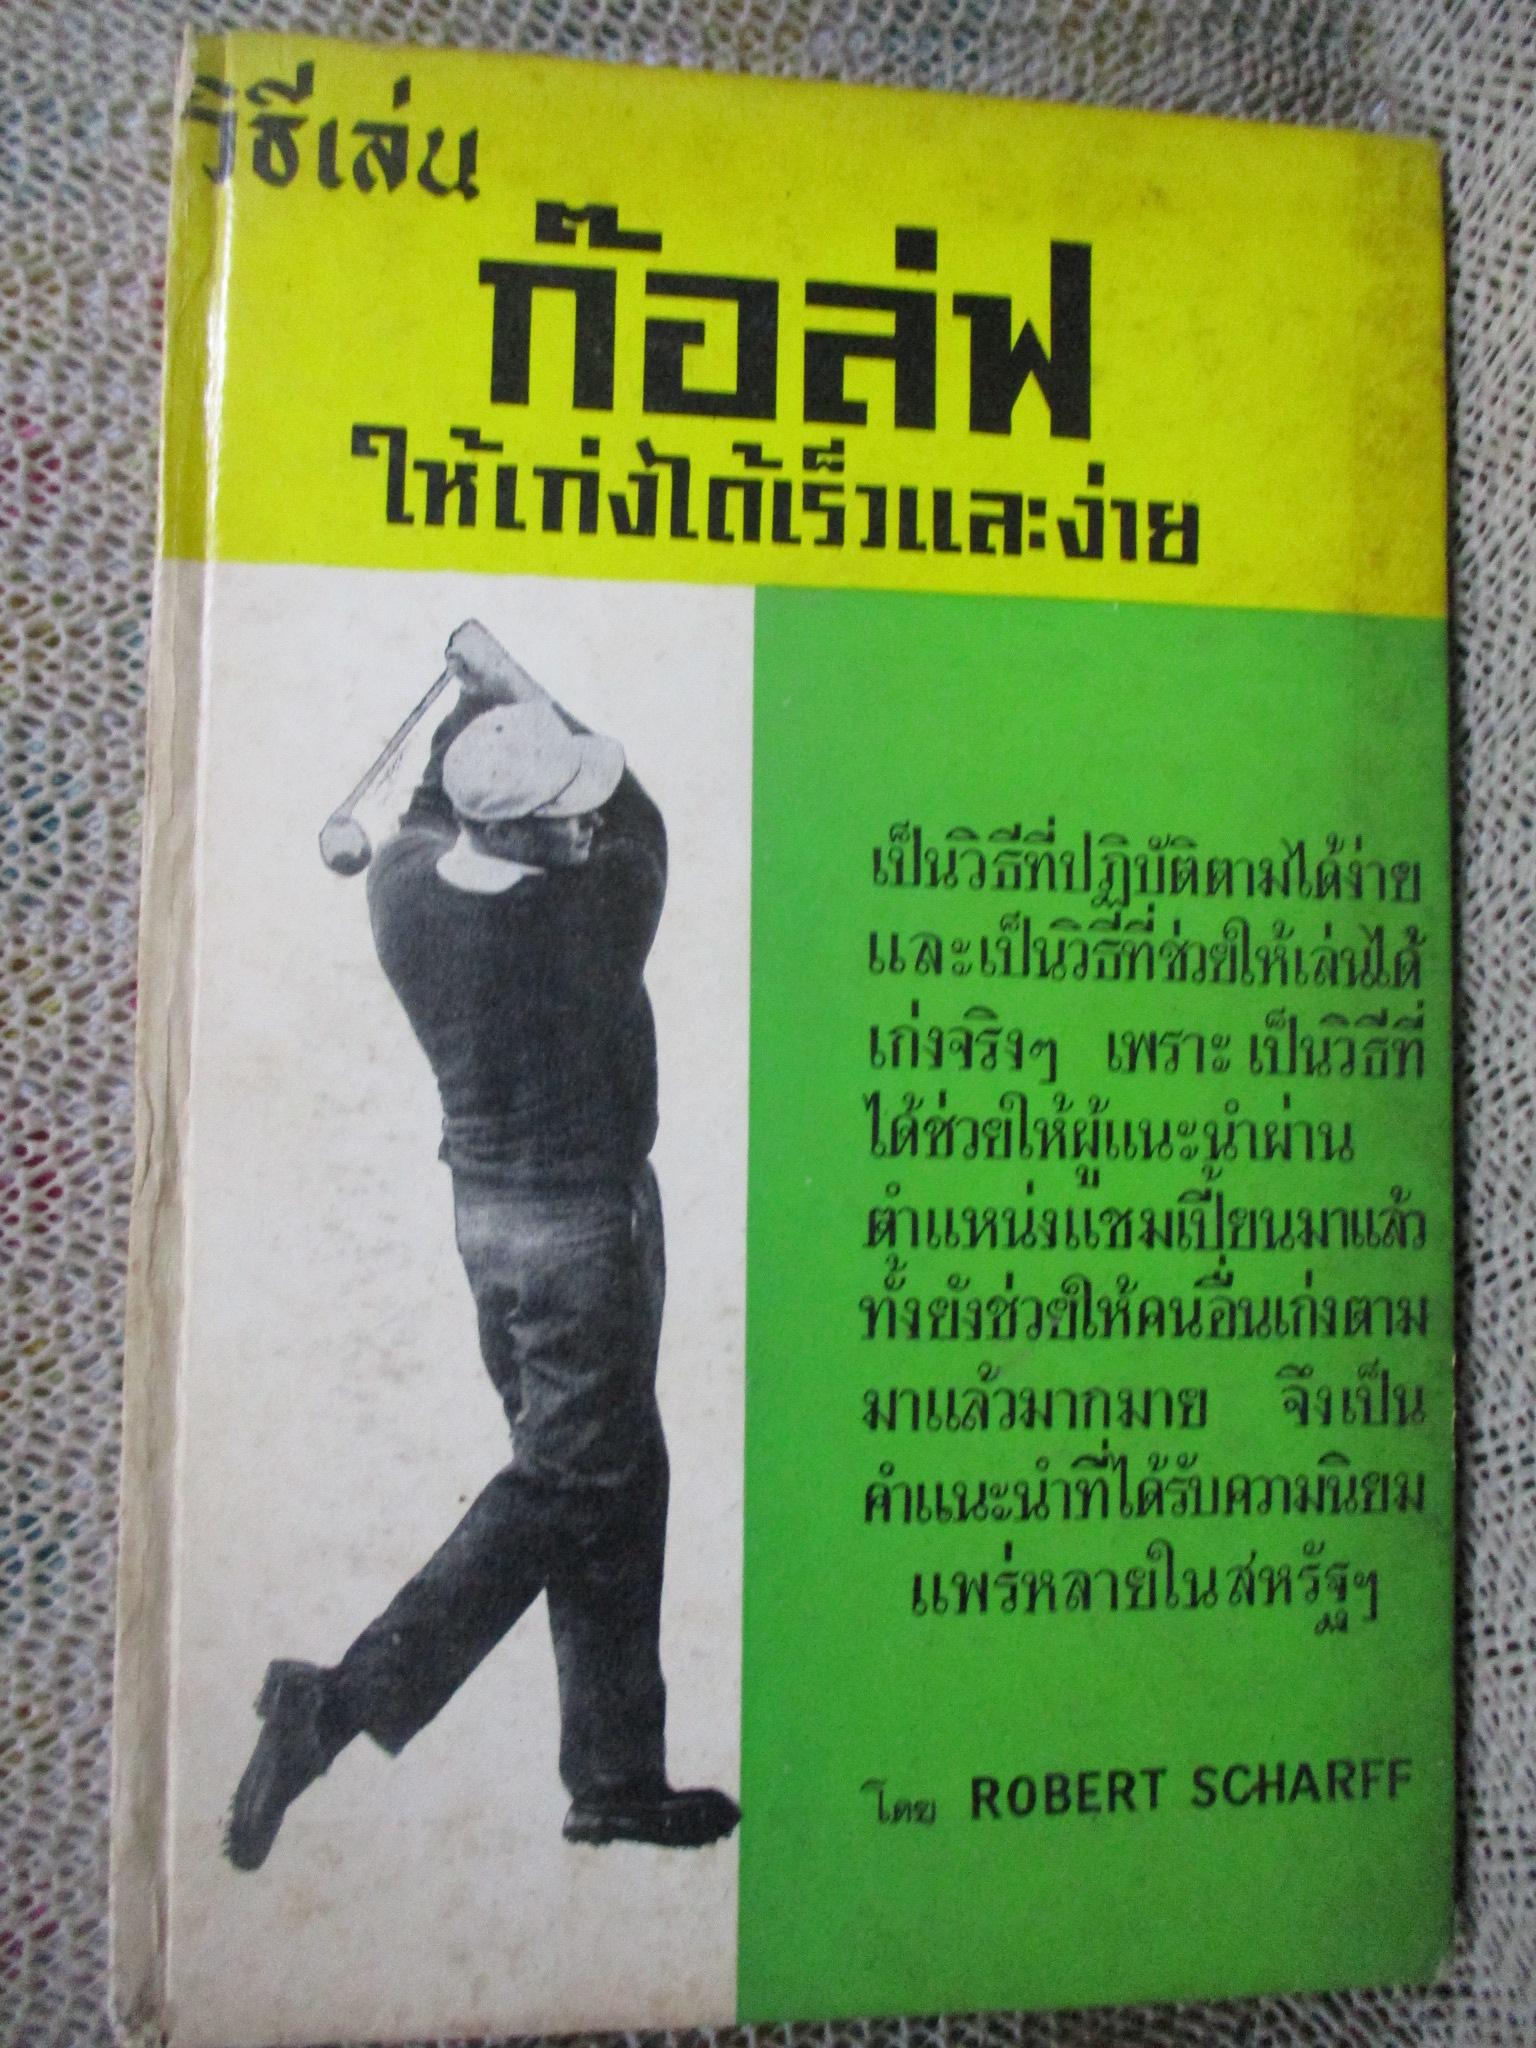 วิธีเล่น
ก๊อล่ฟ
ให้เก่งได้เร็วและง่าย
เป็นวิธีที่ปฏิบัติตามได้ง่าย
และเป็นวิธีที่ช่วยให้เล่นได้
เก่งจริงๆ เพราะ เป็นวิธีที่
ได้ช่วยให้ผู้แนะนำผ่าน
ตำแหน่งแชมเปี้ยนมาแล้ว
ทั้งยังช่วยให้คนอื่นเก่งตาม
มาแล้วมากมาย จึงเป็น
คำแนะนำที่ได้รับความนิยม
แพร่หลายในสหรัฐๆ
โดย ROBERT SCHARFF